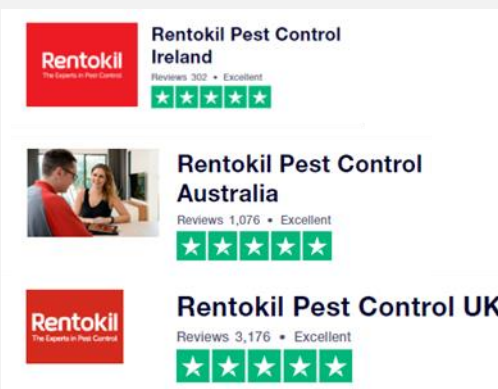 Rentokil
The Experts in Pest Control
Rentokil Pest Control
Ireland
Reviews 302 • Excellent
Rentokil Pest Control
Australia
Reviews 1,076 • Excellent
Rentokil
The Experts in Pest Control
Rentokil Pest Control UK
Reviews 3,176 • Excellent